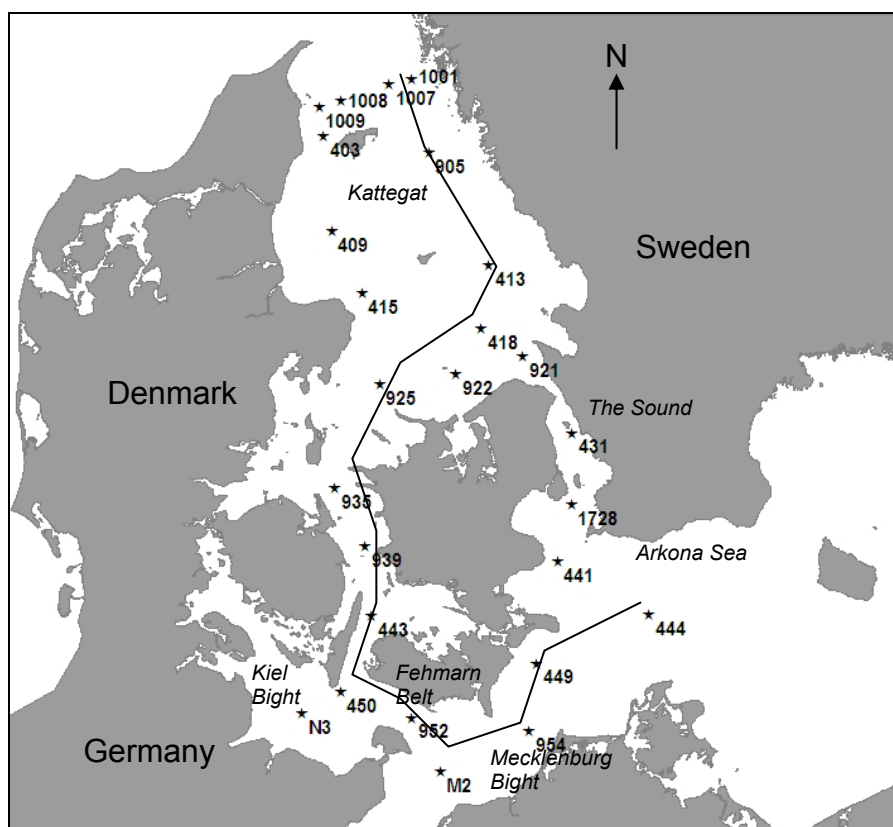 N
1001
1008
1007
1009
403
905
Kattegat
409
Sweden
413
415
418
921
Denmark
922
925
The Sound
431
935
1728
939
Arkona Sea
441
443
444
Kiel
Bight
Fehmarn
Belt
449
450
N3
952
954
Germany
Mecklenburg
Bight
M2